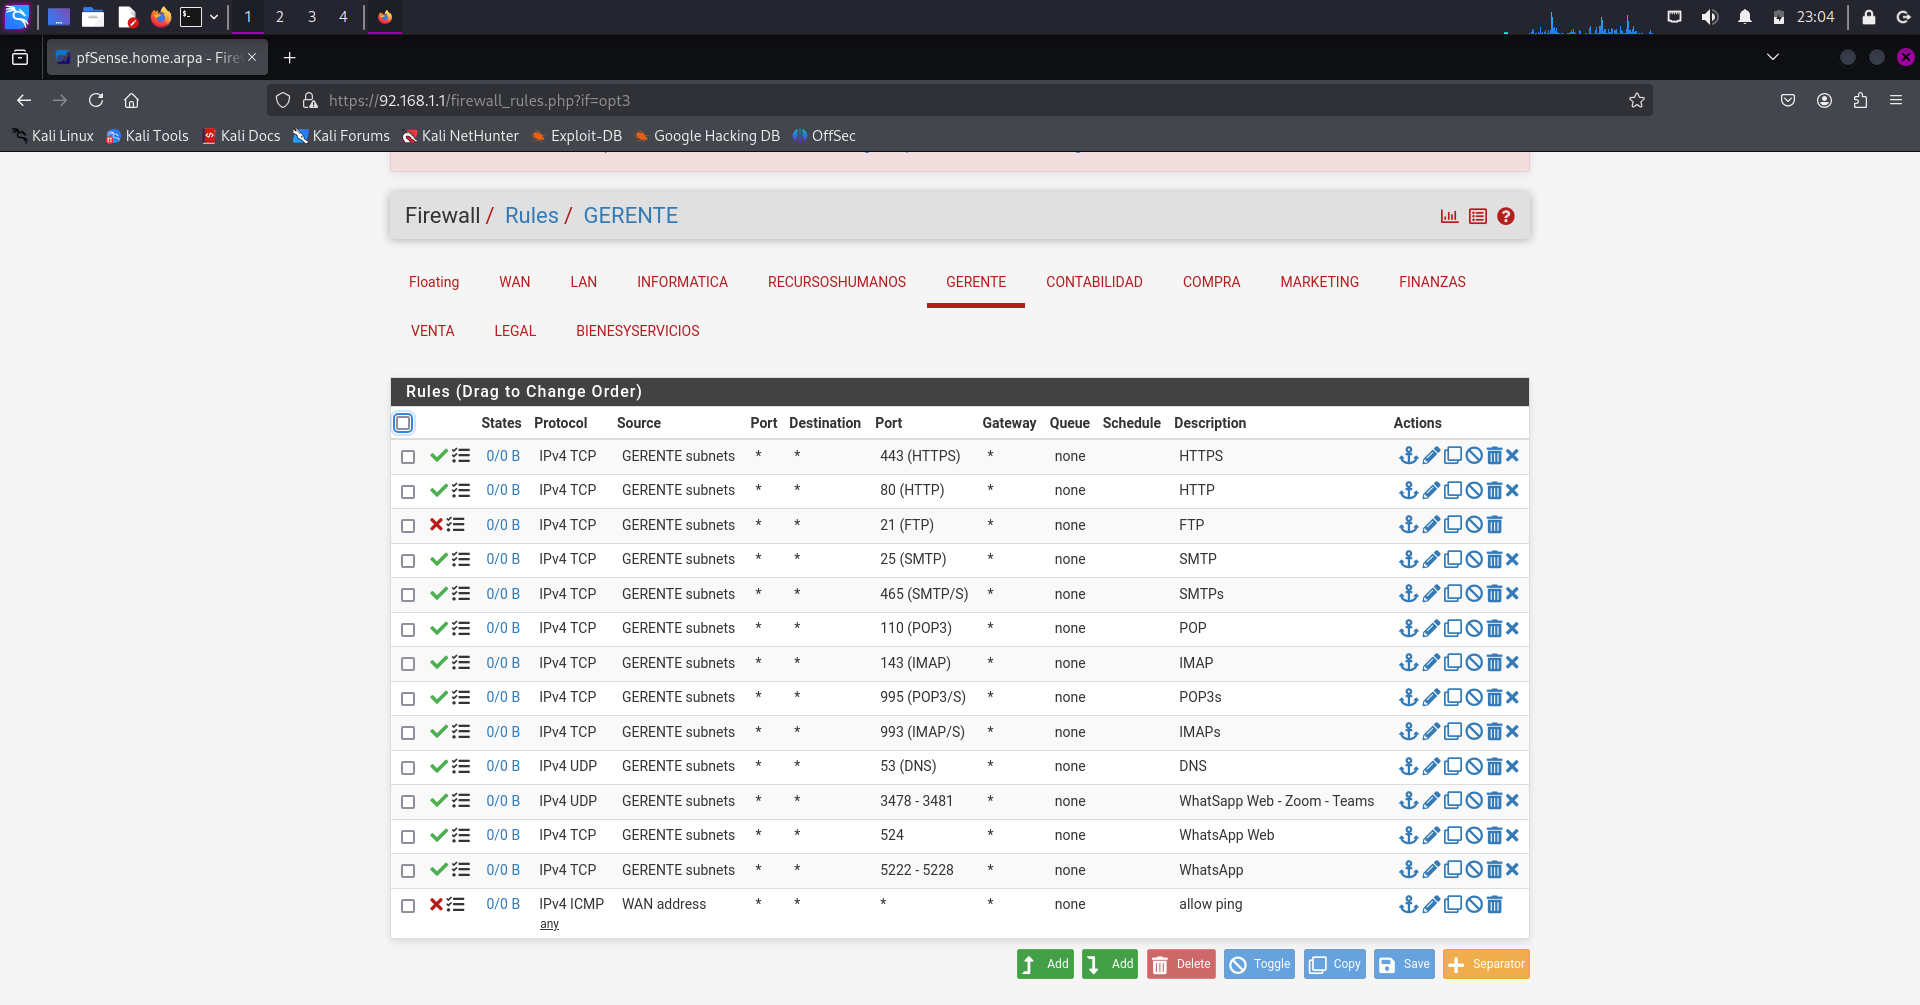 1 2 3 4 23:04
pfSense.home.arpa - Fire
https://92.168.1.1/firewall_rules.php?if=opt3
Kali Linux Kali Tools Kali Docs Kali Forums Kali NetHunter Exploit-DB Google Hacking DB OffSec
Firewall / Rules / GERENTE
Floating WAN LAN INFORMATICA RECURSOSHUMANOS GERENTE CONTABILIDAD COMPRA MARKETING FINANZAS
VENTA LEGAL BIENESYSERVICIOS
Rules (Drag to Change Order)
States Protocol Source Port Destination Port Gateway Queue Schedule Description Actions
0/0 B IPv4 TCP GERENTE subnets * * 443 (HTTPS) * none HTTPS
0/0 B IPv4 TCP GERENTE subnets * * 80 (HTTP) * none HTTP
0/0 B IPv4 TCP GERENTE subnets * * 21 (FTP) * none FTP
0/0 B IPv4 TCP GERENTE subnets * * 25 (SMTP) * none SMTP
0/0 B IPv4 TCP GERENTE subnets * * 465 (SMTP/S) * none SMTPs
0/0 B IPv4 TCP GERENTE subnets * * 110 (POP3) * none POP
0/0 B IPv4 TCP GERENTE subnets * * 143 (IMAP) * none IMAP
0/0 B IPv4 TCP GERENTE subnets * * 995 (POP3/S) * none POP3s
0/0 B IPv4 TCP GERENTE subnets * * 993 (IMAP/S) * none IMAPs
0/0 B IPv4 UDP GERENTE subnets * * 53 (DNS) * none DNS
0/0 B IPv4 UDP GERENTE subnets * * 3478 - 3481 * none WhatSapp Web - Zoom - Teams
0/0 B IPv4 TCP GERENTE subnets * * 524 * none WhatsApp Web
0/0 B IPv4 TCP GERENTE subnets * * 5222 - 5228 * none WhatsApp
0/0 B IPv4 ICMP WAN address * * * * none allow ping
any
Add Add Delete Toggle Copy Save Separator